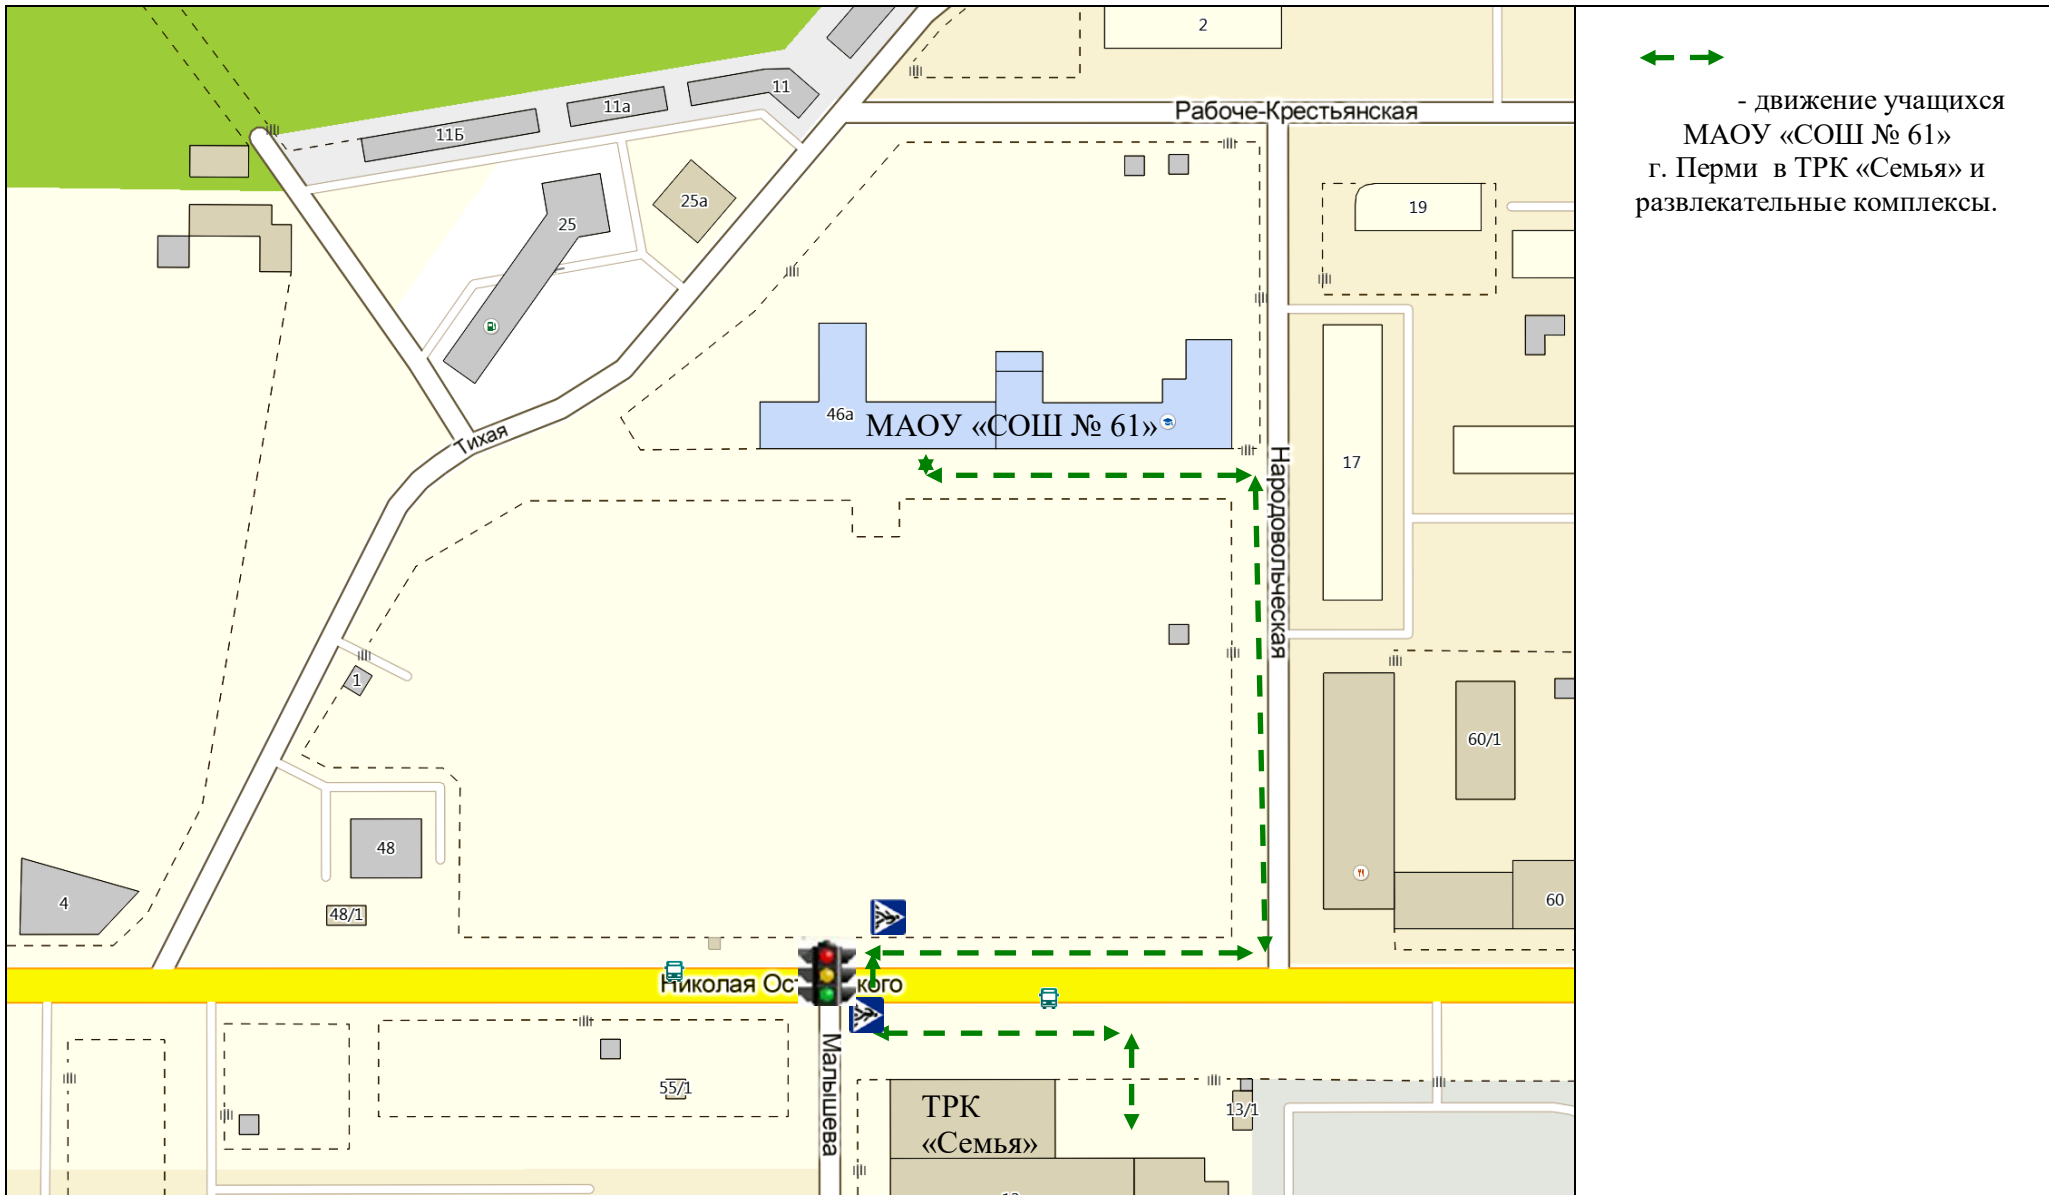 2
- движение учащихся
МАОУ «СОШ № 61»
г. Перми в ТРК «Семья» и
развлекательные комплексы.
11
11а
11Б
Рабоче-Крестьянская
25а
25
19
46а
МАОУ «СОШ № 61»
Тихая
Народовольческая
17
1
60/1
48
4
48/1
60
Николая Ост
кого
Малышева
55/1
ТРК
«Семья»
13/1